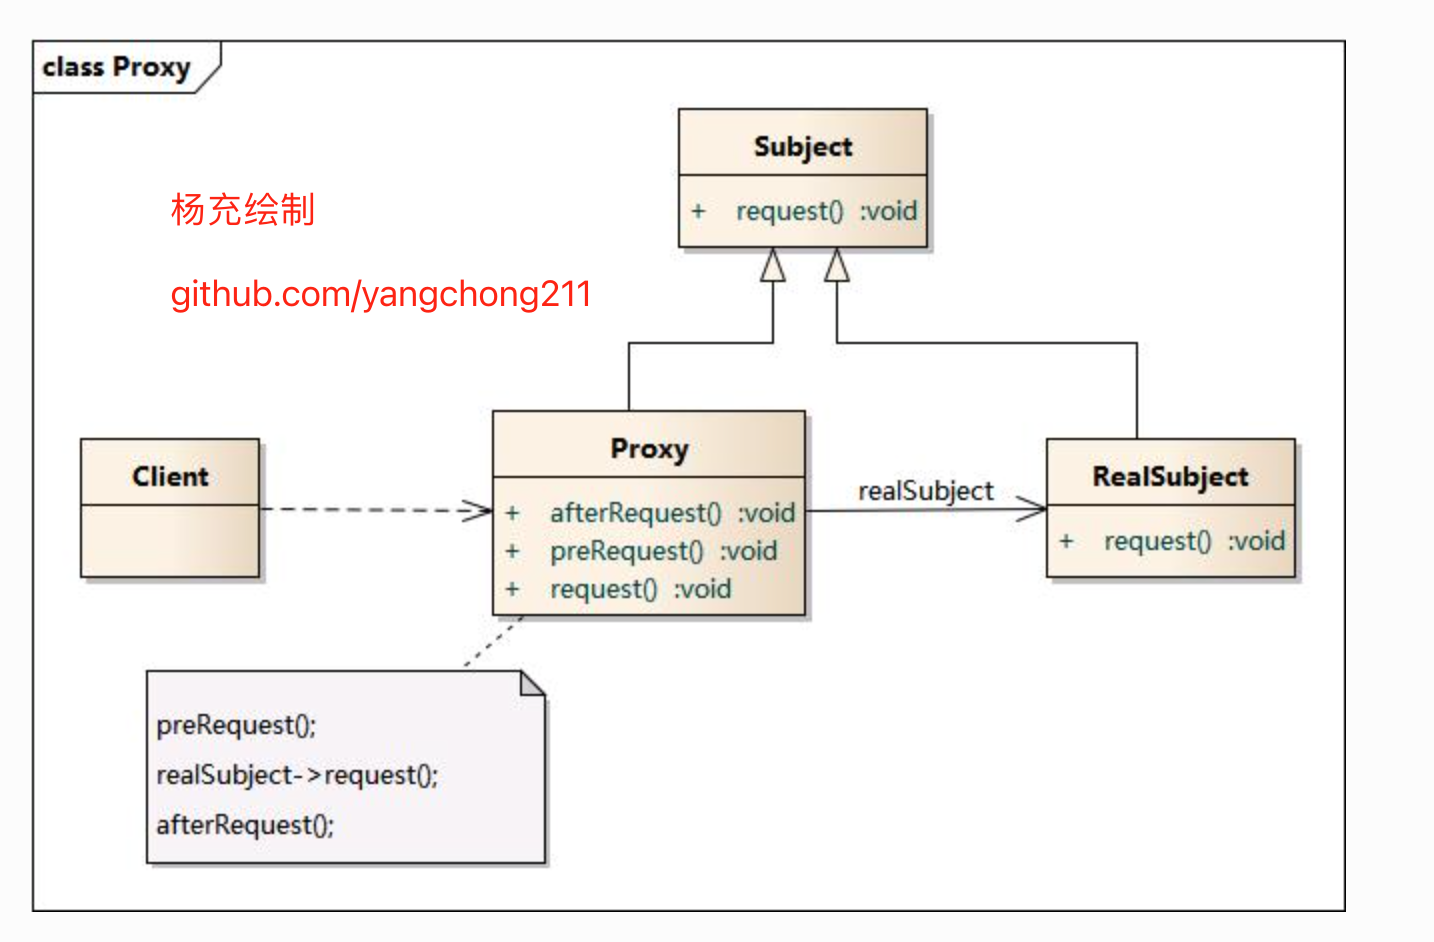 class Proxy
Subject
+ request() :void
杨充绘制
github.com/yangchong211
Client
Proxy
+ afterRequest() :void
+ preRequest() :void
+ request() :void
realSubject
RealSubject
+ request() :void
preRequest();
realSubject->request();
afterRequest();